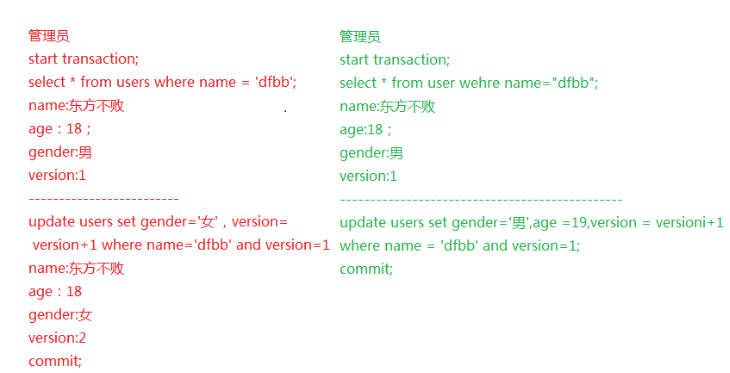 管理员
start transaction;
select * from users where name = 'dfbb';
name:东方不败
age：18；
gender:男
version:1
-------------------------
update users set gender='女'，version=
version+1 where name='dfbb' and version=1
name:东方不败
age：18
gender:女
version:2
commit;
管理员
start transaction;
select * from user wehre name="dfbb";
name:东方不败
age:18；
gender:男
version:1
-----------------------------------------------
update users set gender='男',age =19,version = versioni+1
where name = 'dfbb' and version=1;
commit;